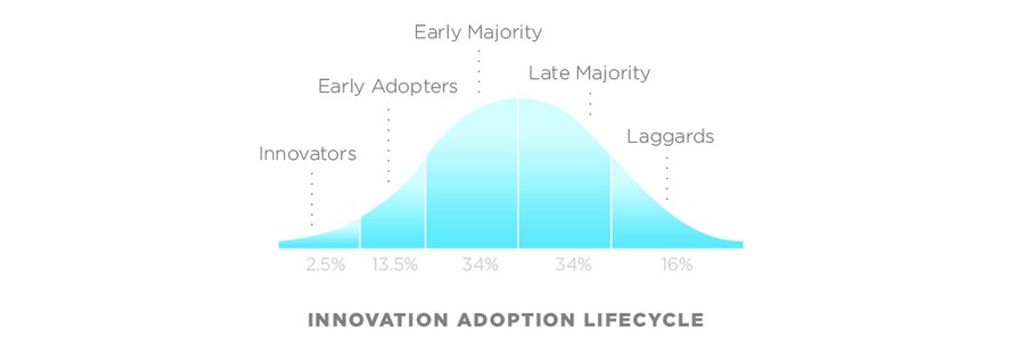 Early Majority
Late Majority
Early Adopters
Laggards
Innovators
2.5% 13.5% 34% 34% 16%
INNOVATION ADOPTION LIFECYCLE